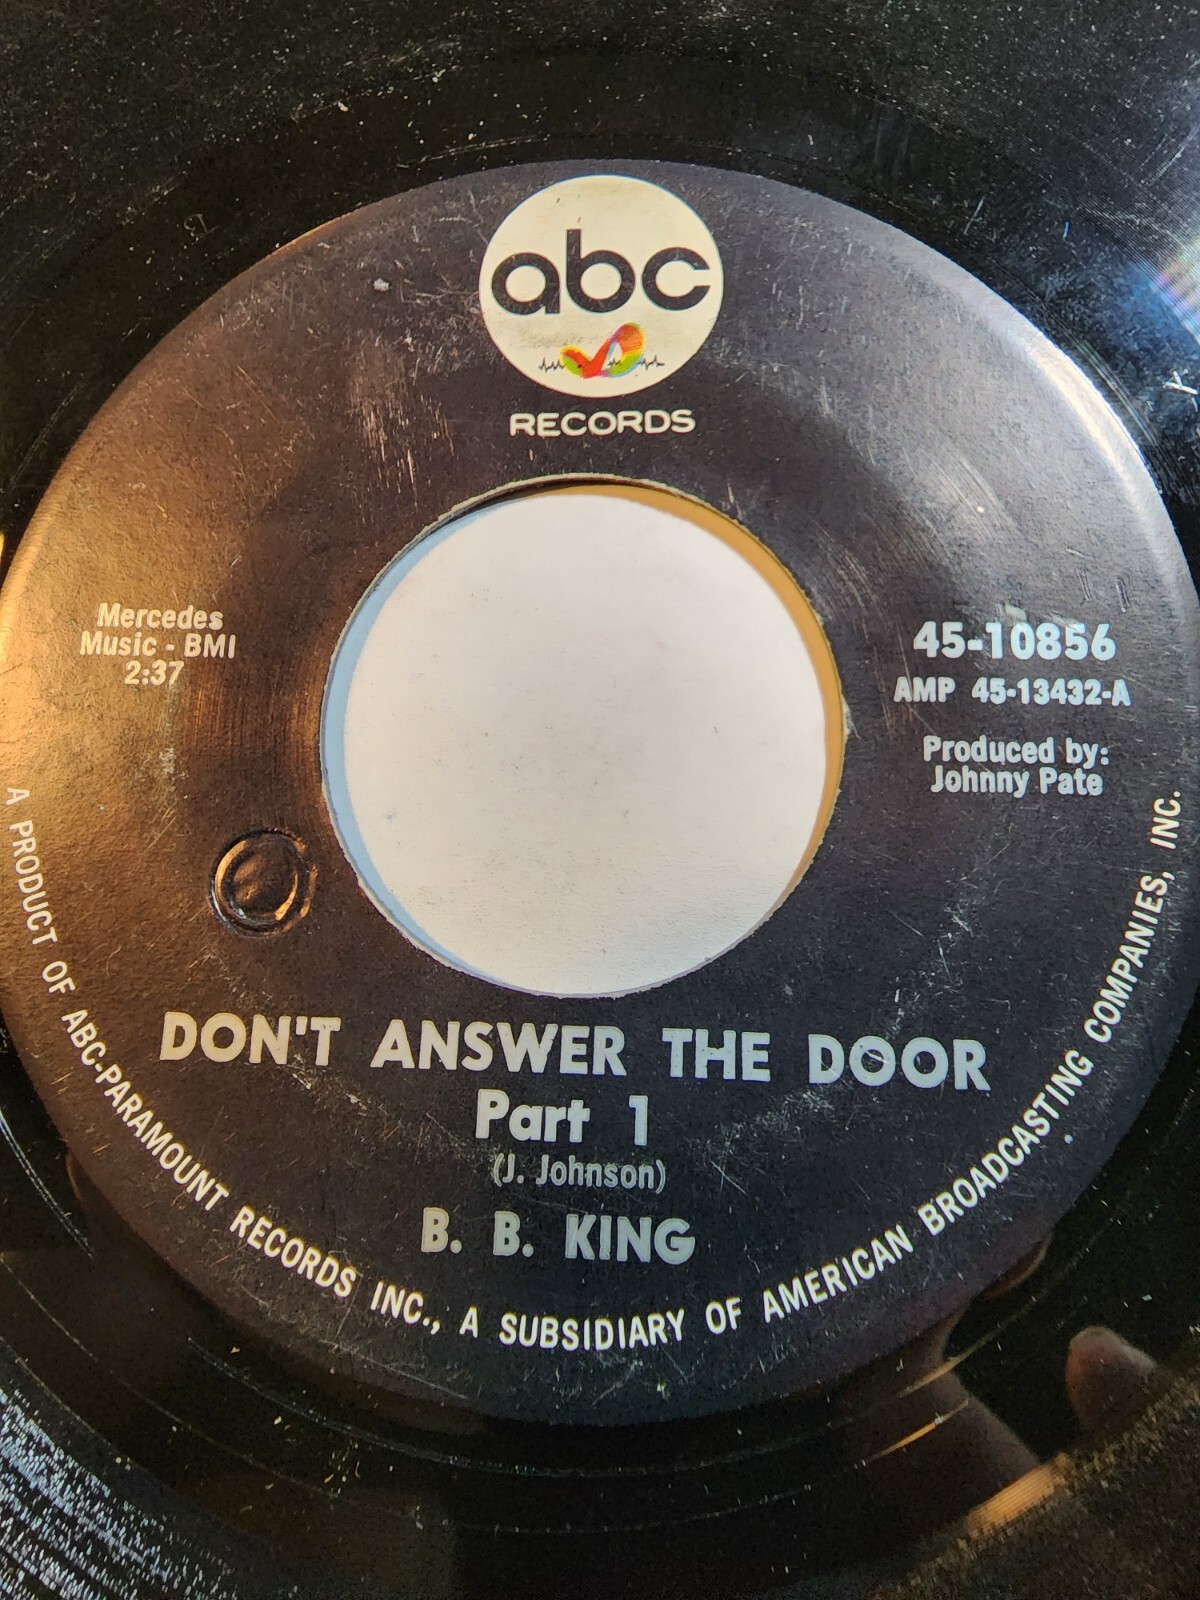 abc
RECORDS
Mercedes
Music - BMI
2:37
45-10856
AMP 45-13432-A
Produced by:
Johnny Pate
DON'T ANSWER THE DOOR
Part 1
(J. Johnson)
B. B. KING
A PRODUCT OF ABC-PARAMOUNT RECORDS INC., A SUBSIDIARY OF AMERICAN BROADCASTING COMPANIES, INC.